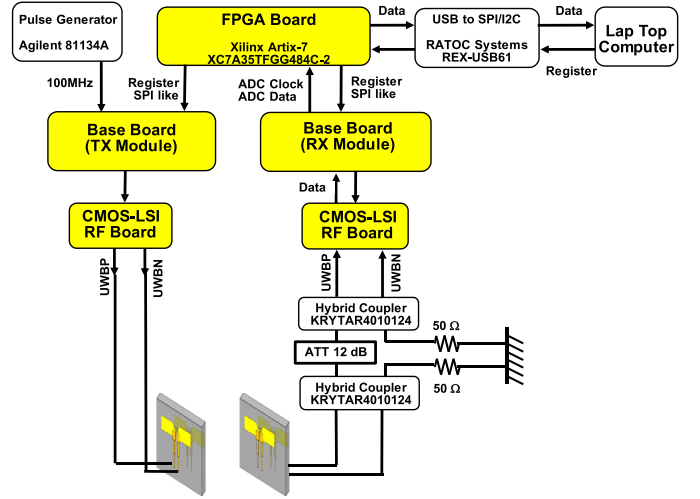 Pulse Generator
Agilent 81134A
FPGA Board
Xilinx Artix-7
XC7A35TFGG484C-2
Data
USB to SPI/I2C
RATOC Systems
REX-USB61
Data
Lap Top
Computer
Register
100MHz
Register
SPI like
ADC Clock
ADC Data
Register
SPI like
Base Board
(TX Module)
Base Board
(RX Module)
Data
CMOS-LSI
RF Board
CMOS-LSI
RF Board
UWBP
UWBN
UWBP
UWBN
Hybrid Coupler
KRYTAR4010124
50 Ω
ATT 12 dB
Hybrid Coupler
KRYTAR4010124
50 Ω